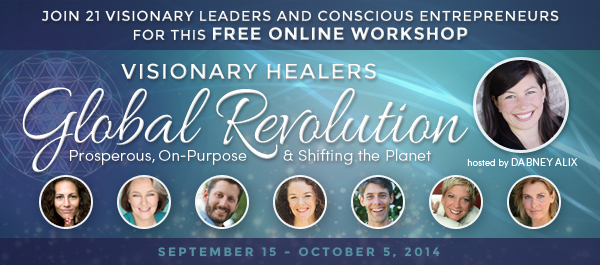 JOIN 21 VISIONARY LEADERS AND CONSCIOUS ENTREPRENEURS
FOR THIS FREE ONLINE WORKSHOP
VISIONARY HEALERS
Global Revolution
Prosperous, On-Purpose & Shifting the Planet
hosted by DABNEY ALIX
SEPTEMBER 15 - OCTOBER 5, 2014